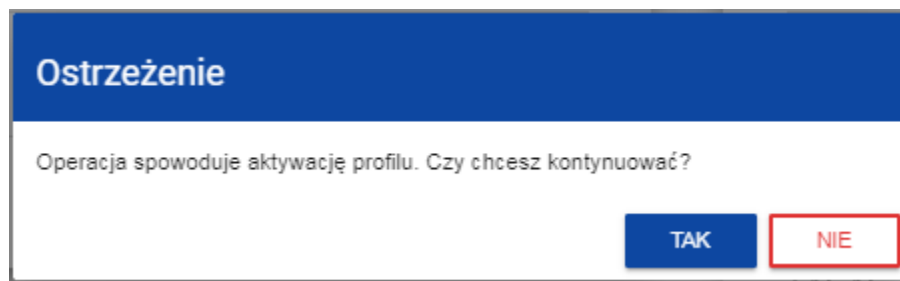 Ostrzeżenie
Operacja spowoduje aktywację profilu. Czy chcesz kontynuować?
TAK
NIE